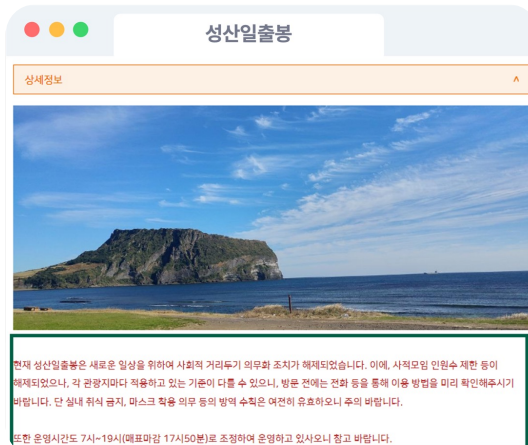 성산일출봉
상세정보
현재 성산일출봉은 새로운 일상을 위하여 사회적 거리두기 의무화 조치가 해제되었습니다. 이에, 사적모임 인원수 제한 등이
해제되었으나, 각 관광지마다 적용하고 있는 기준이 다를 수 있으니, 방문 전에는 전화 등을 통해 이용 방법을 미리 확인해주시기
바랍니다. 단 실내 취식 금지, 마스크 착용 의무 등의 방역 수칙은 여전히 유효하오니 주의 바랍니다.
또한 운영시간도 7시~19시(매표마감 17시50분)로 조정하여 운영하고 있사오니 참고 바랍니다.